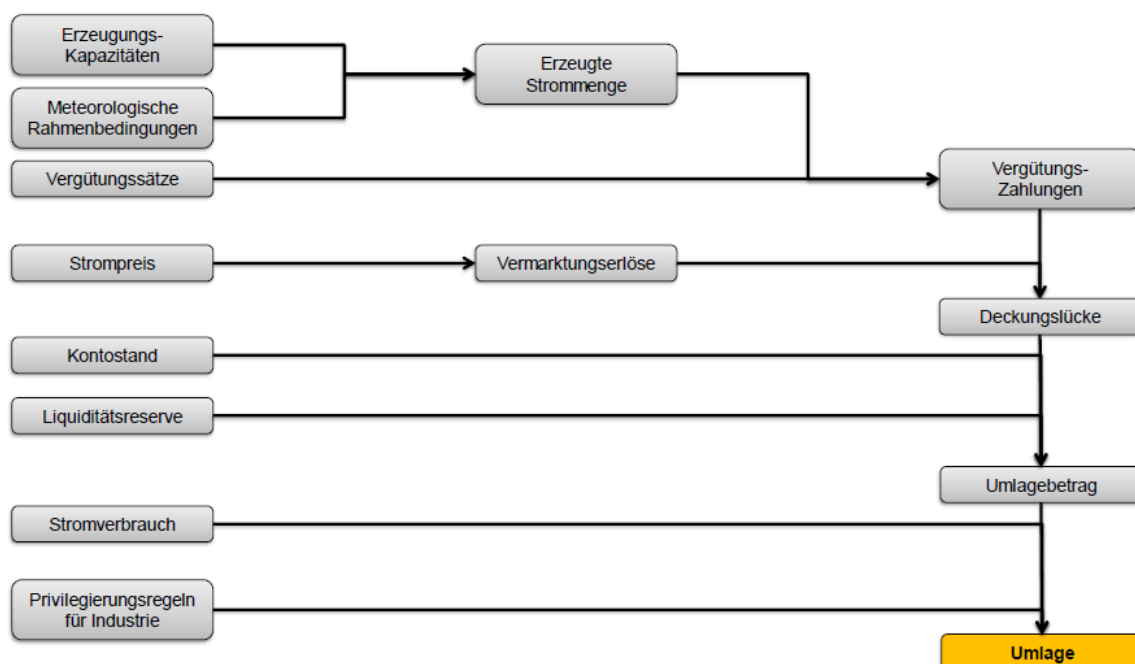 Erzeugungs-
Kapazitäten
Erzeugte
Strommenge
Meteorologische
Rahmenbedingungen
Vergütungssätze
Vergütungs-
Zahlungen
Strompreis
Vermarktungserlöse
Deckungslücke
Kontostand
Liquiditätsreserve
Umlagebetrag
Stromverbrauch
Privilegierungsregeln
für Industrie
Umlage